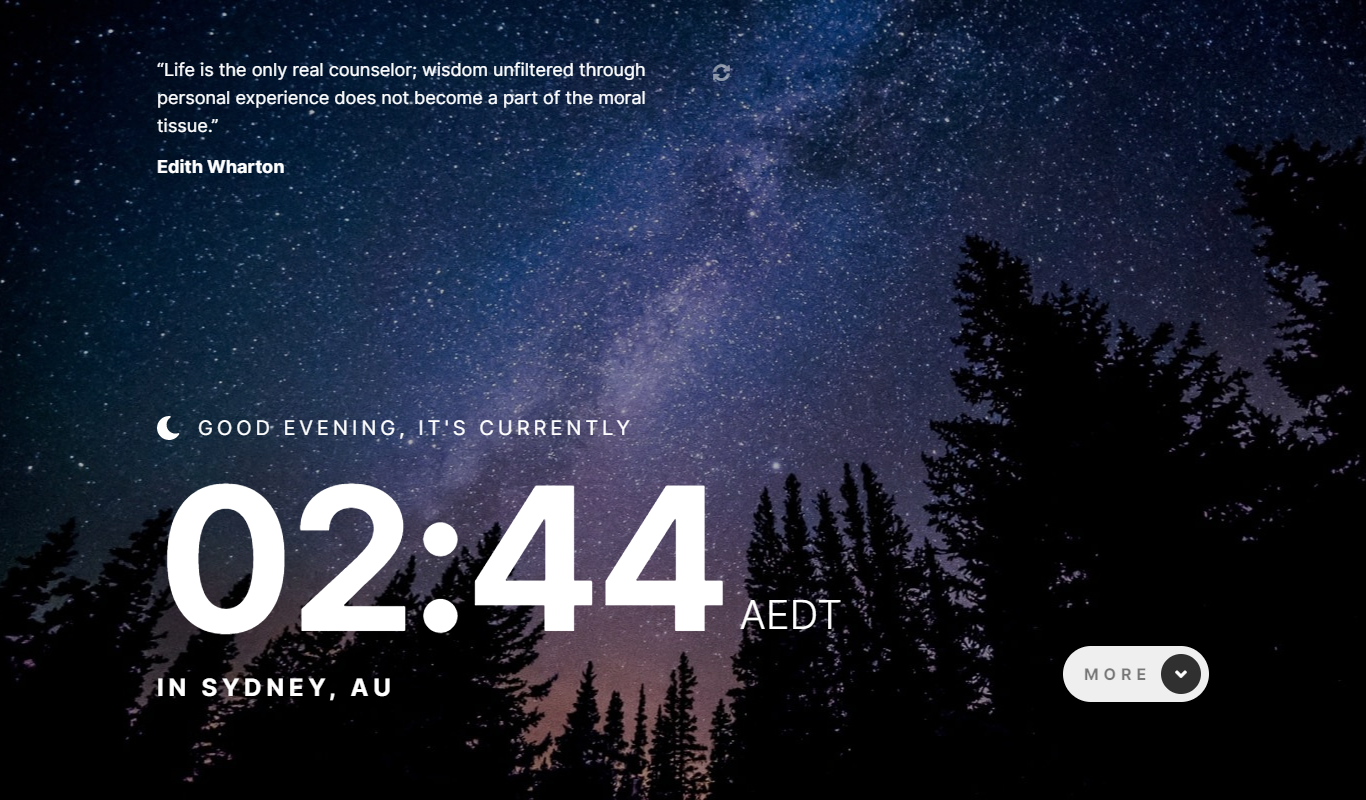 “Life is the only real counselor; wisdom unfiltered through
personal experience does not become a part of the moral
tissue.”
Edith Wharton
GOOD EVENING, IT'S CURRENTLY
02:44 AEDT
IN SYDNEY, AU
MORE